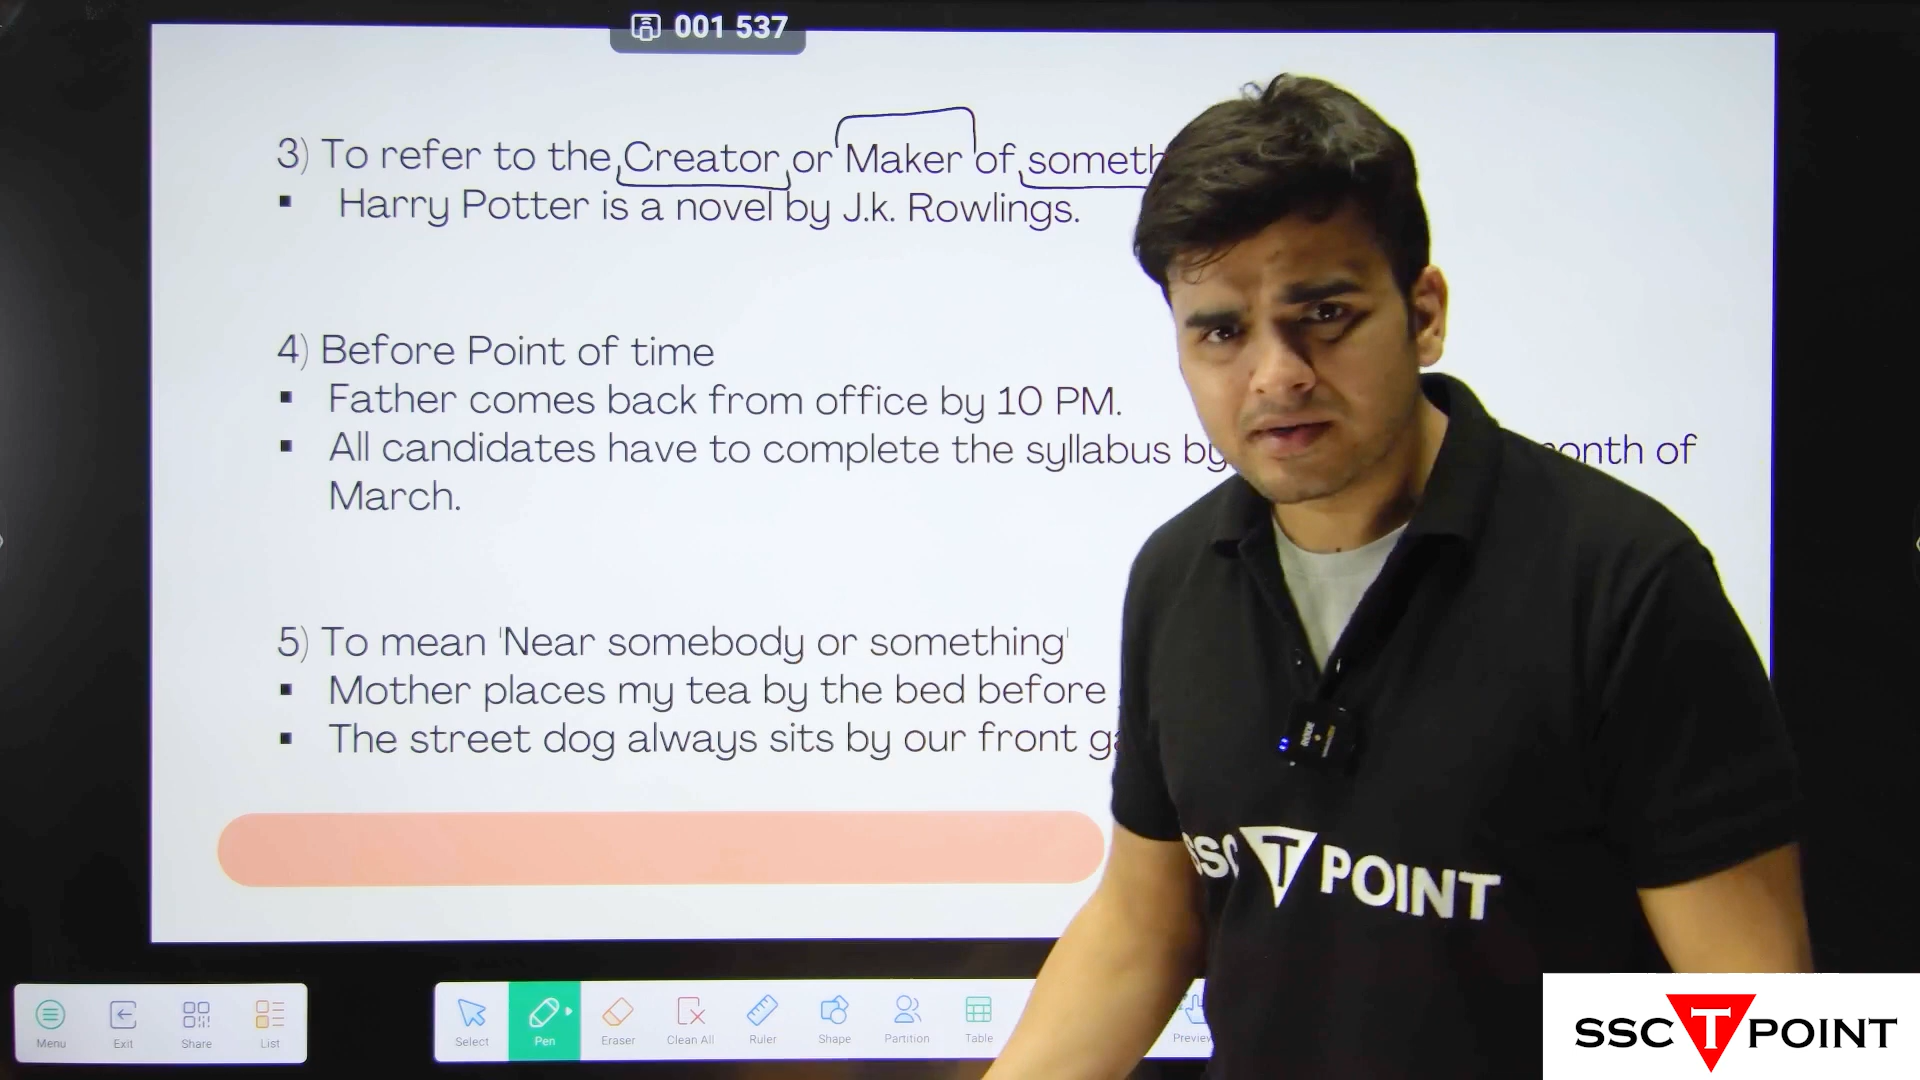 001 537
3) To refer to the Creator or Maker of
▪ Harry Potter is a novel by J.k. Rowlings.
4) Before Point of time
▪ Father comes back from office by 10 PM.
▪ All candidates have to complete the syllabus by of
March.
5) To mean 'Near somebody or something'
▪ Mother places my tea by the bed before
▪ The street dog always sits by our front
RODE
SSC T POINT
Menu Exit Share List
Select Pen Eraser Clean All Ruler Shape Partition Table Preview
SSC T POINT